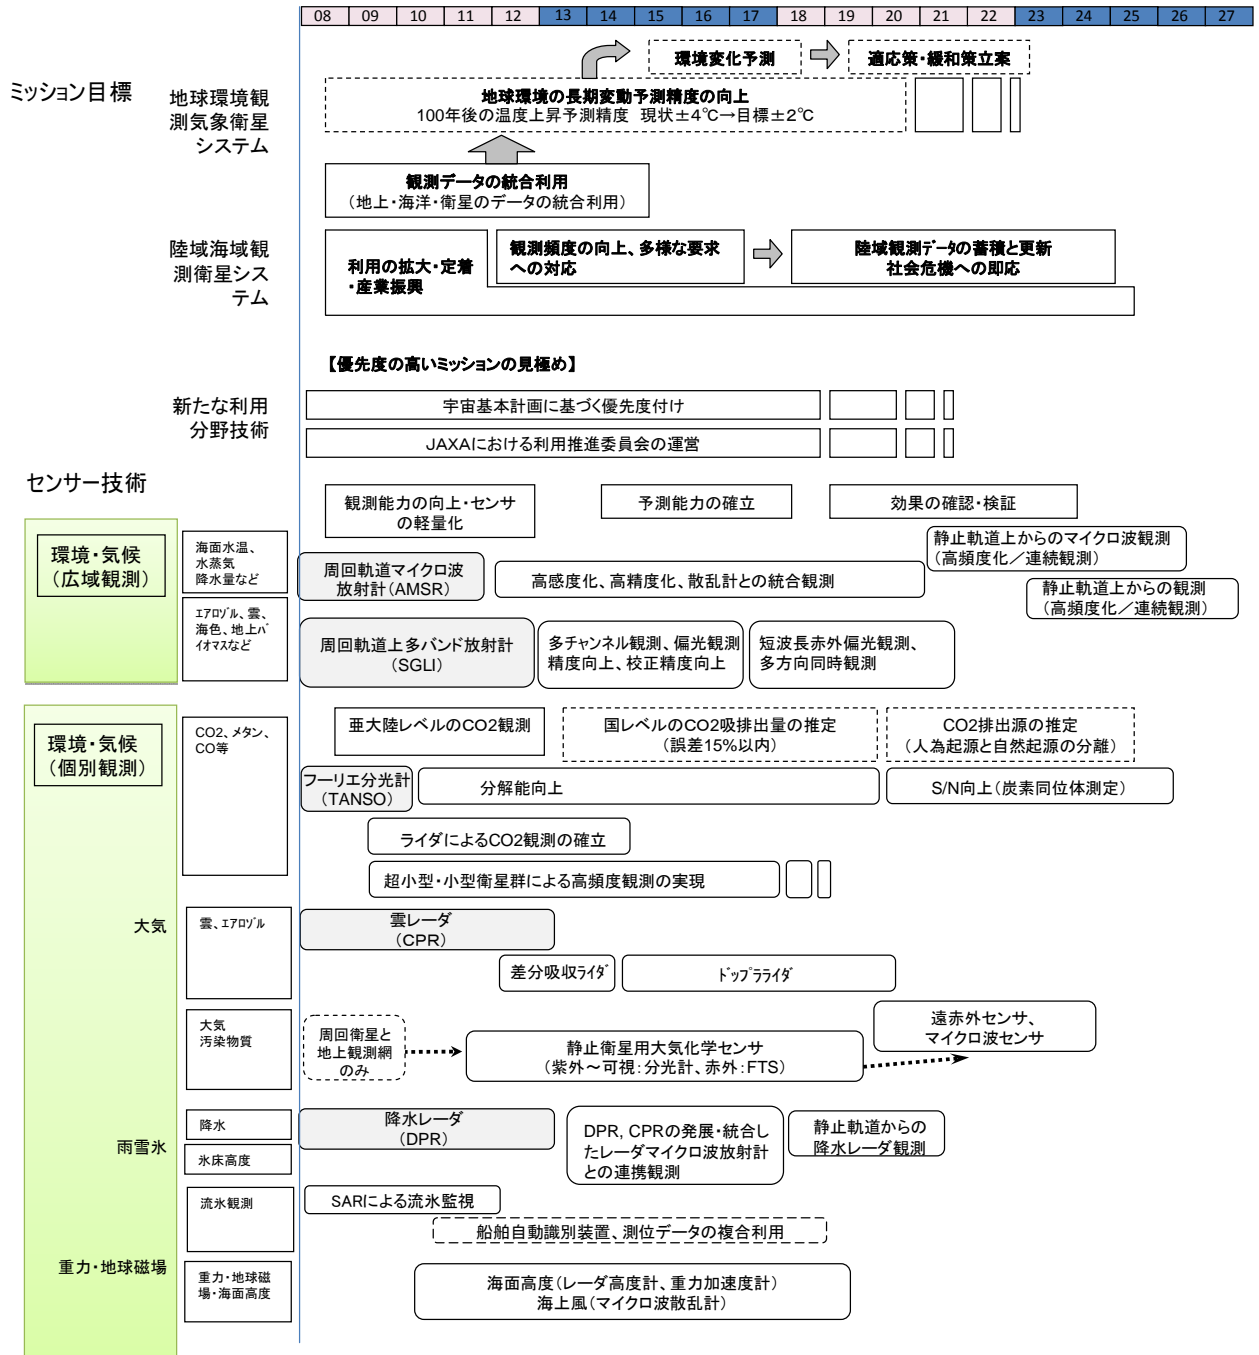 08 09 10 11 12 13 14 15 16 17 18 19 20 21 22 23 24 25 26 27
ミッション目標
地球環境観
測気象衛星
システム
環境変化予測
適応策・緩和策立案
地球環境の長期変動予測精度の向上
100年後の温度上昇予測精度 現状±4℃→目標±2℃
観測データの統合利用
(地上・海洋・衛星のデータの統合利用)
陸域海域観
測衛星シス
テム
利用の拡大・定着
・産業振興
観測頻度の向上、多様な要求
への対応
陸域観測ﾃﾞｰﾀの蓄積と更新
社会危機への即応
【優先度の高いミッションの見極め】
新たな利用
分野技術
宇宙基本計画に基づく優先度付け
JAXAにおける利用推進委員会の運営
センサー技術
観測能力の向上・センサ
の軽量化
予測能力の確立
効果の確認・検証
環境・気候
(広域観測)
海面水温、
水蒸気
降水量など
周回軌道マイクロ波
放射計(AMSR)
高感度化、高精度化、散乱計との統合観測
静止軌道上からのマイクロ波観測
(高頻度化／連続観測)
静止軌道上からの観測
(高頻度化／連続観測)
ｴｱﾛｿﾞﾙ、雲、
海色、地上ﾊﾞ
ｲｵﾏｽなど
周回軌道上多バンド放射計
(SGLI)
多チャンネル観測、偏光観測
精度向上、校正精度向上
短波長赤外偏光観測、
多方向同時観測
環境・気候
(個別観測)
CO2、メタン、
CO等
亜大陸レベルのCO2観測
国レベルのCO2吸排出量の推定
(誤差15%以内)
CO2排出源の推定
(人為起源と自然起源の分離)
フーリエ分光計
(TANSO)
分解能向上
S/N向上(炭素同位体測定)
ライダによるCO2観測の確立
超小型・小型衛星群による高頻度観測の実現
大気
雲、ｴｱﾛｿﾞﾙ
雲レーダ
(CPR)
差分吸収ﾗｲﾀﾞ
ﾄﾞｯﾌﾟﾗﾗｲﾀﾞ
大気
汚染物質
周回衛星と
地上観測網
のみ
静止衛星用大気化学センサ
(紫外～可視：分光計、赤外：FTS)
遠赤外センサ、
マイクロ波センサ
雨雪氷
降水
降水レーダ
(DPR)
DPR, CPRの発展・統合し
たレーダマイクロ波放射計
との連携観測
静止軌道からの
降水レーダ観測
氷床高度
流氷観測
SARによる流氷監視
船舶自動識別装置、測位データの複合利用
重力・地球磁場
重力・地球磁
場・海面高度
海面高度(レーダ高度計、重力加速度計)
海上風(マイクロ波散乱計)